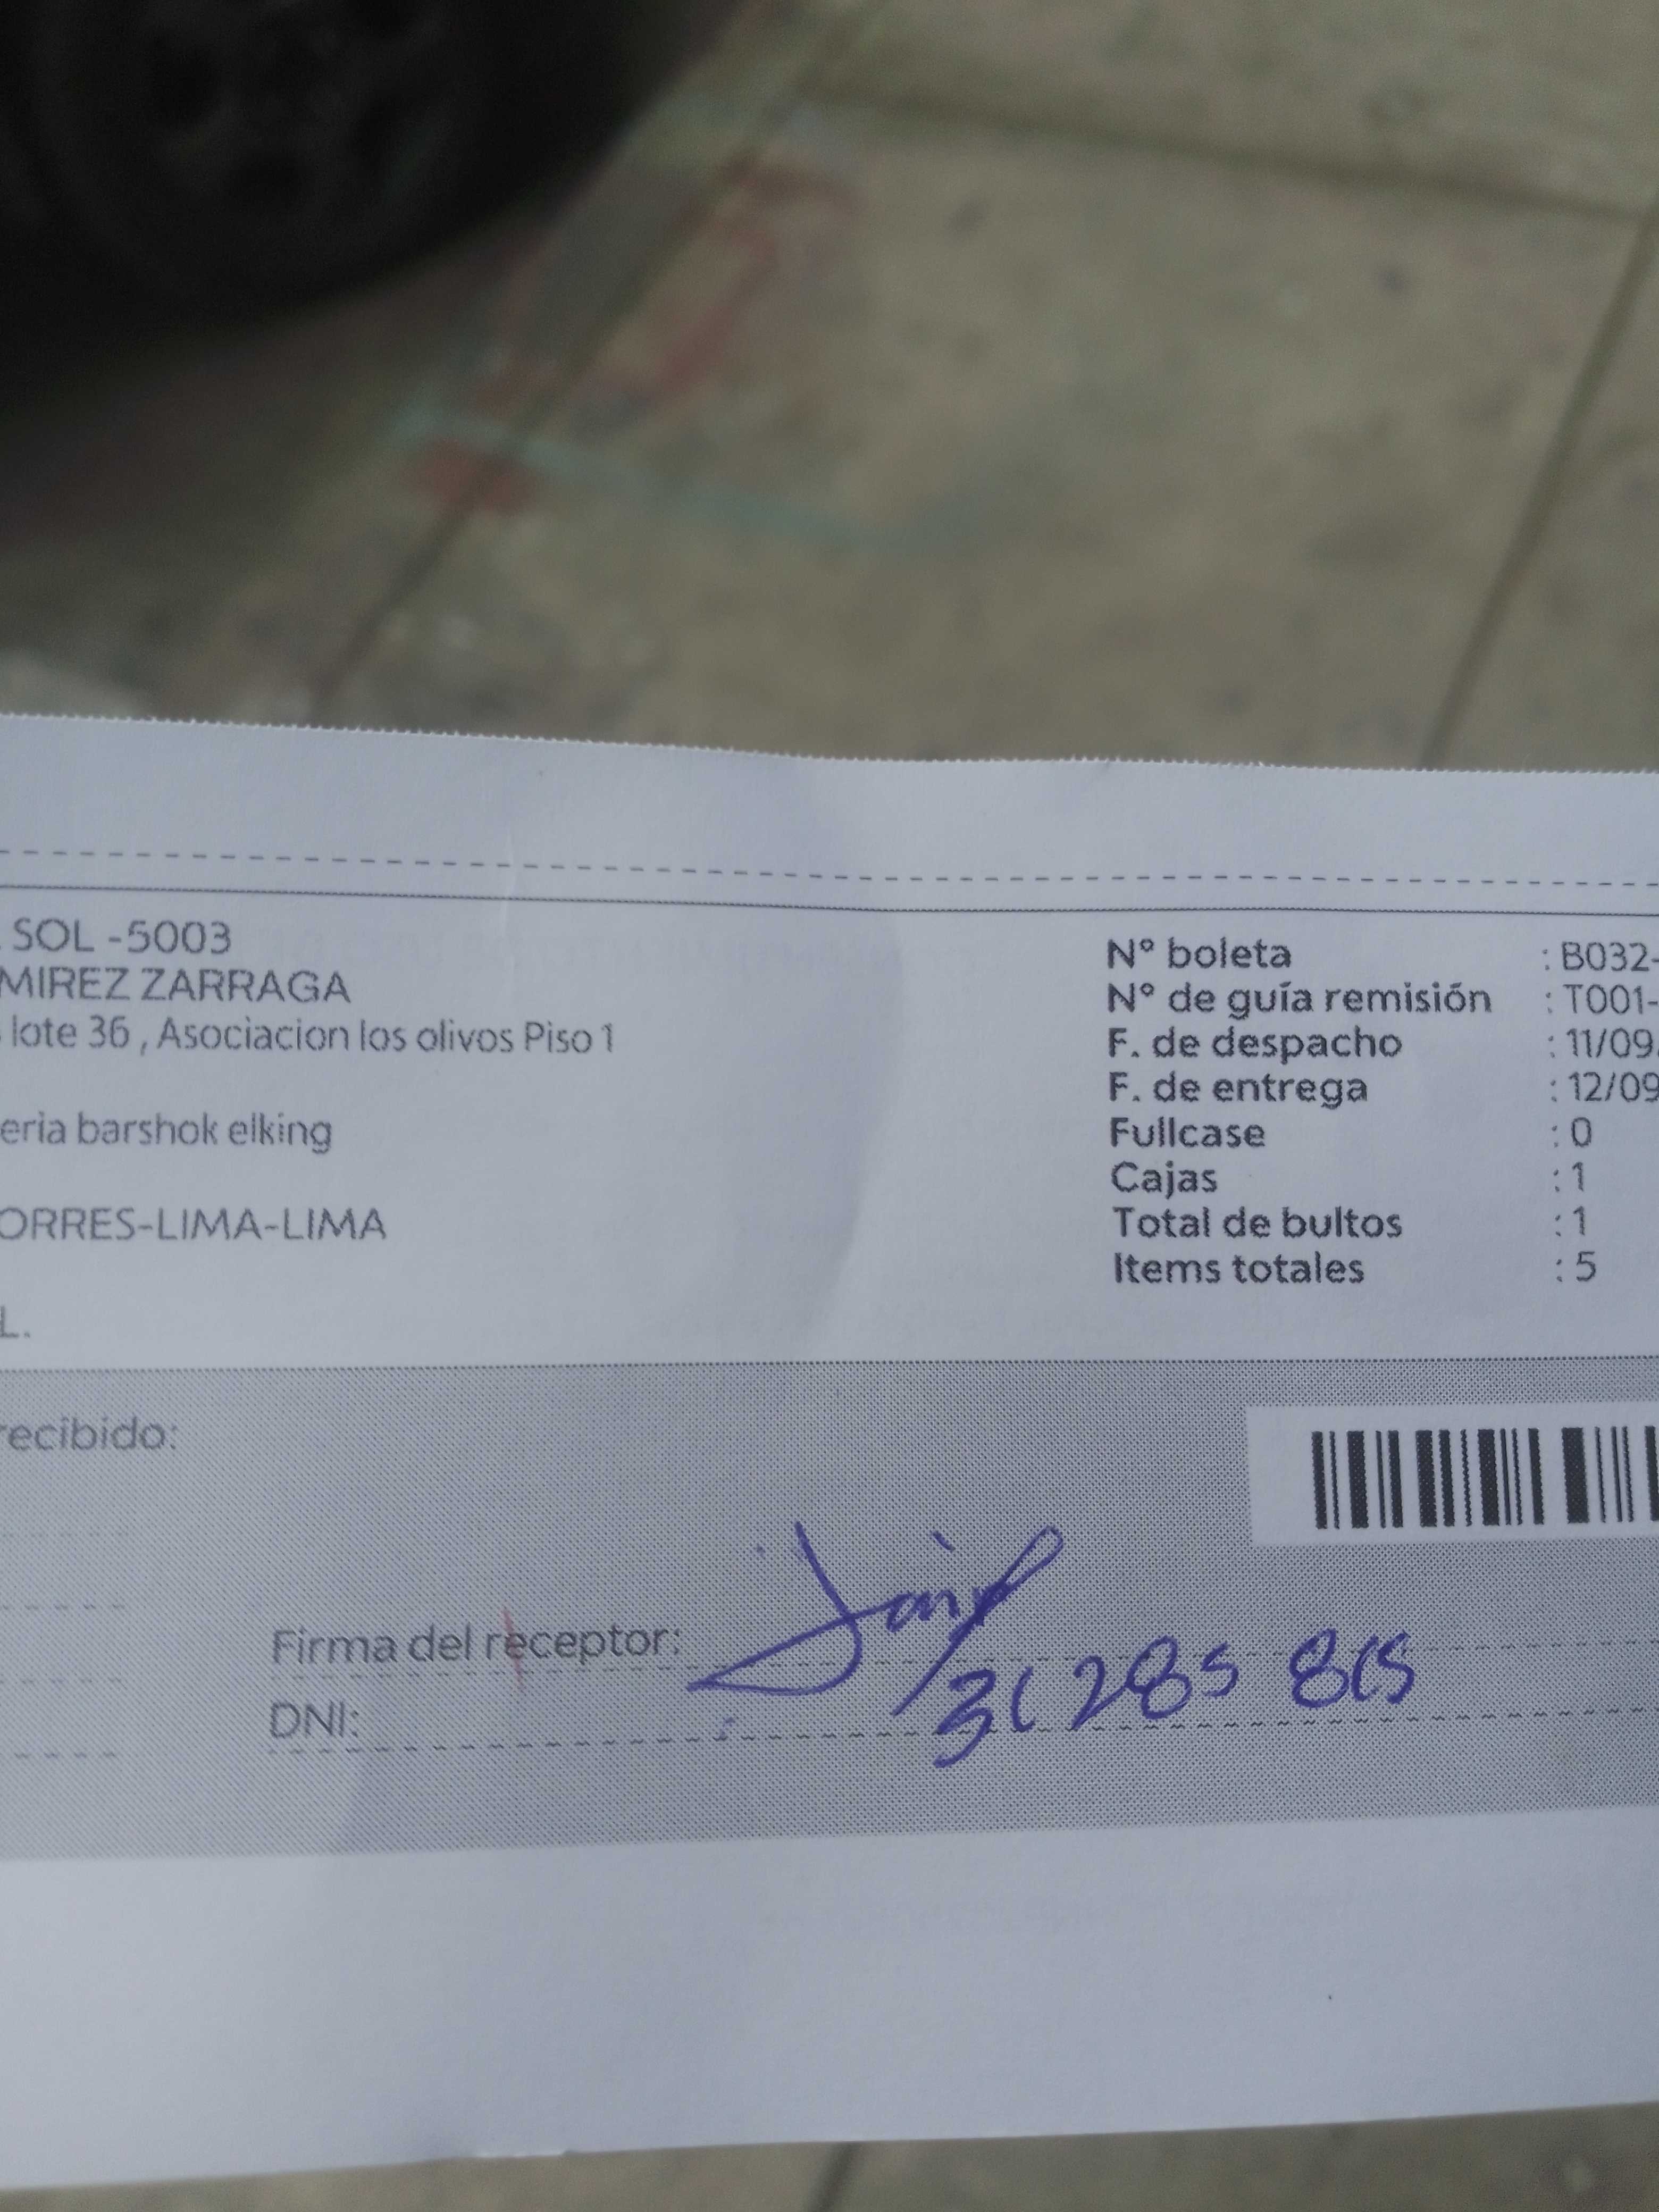 SOL -5003
MIREZ ZARRAGA
lote 36 , Asociacion los olivos Piso 1
eria barshok elking
ORRES-LIMA-LIMA
L.
N° boleta : B032-
N° de guía remisión : T001-
F. de despacho : 11/09
F. de entrega : 12/09
Fullcase : 0
Cajas : 1
Total de bultos : 1
Items totales : 5
recibido:
Firma del receptor:
DNI: